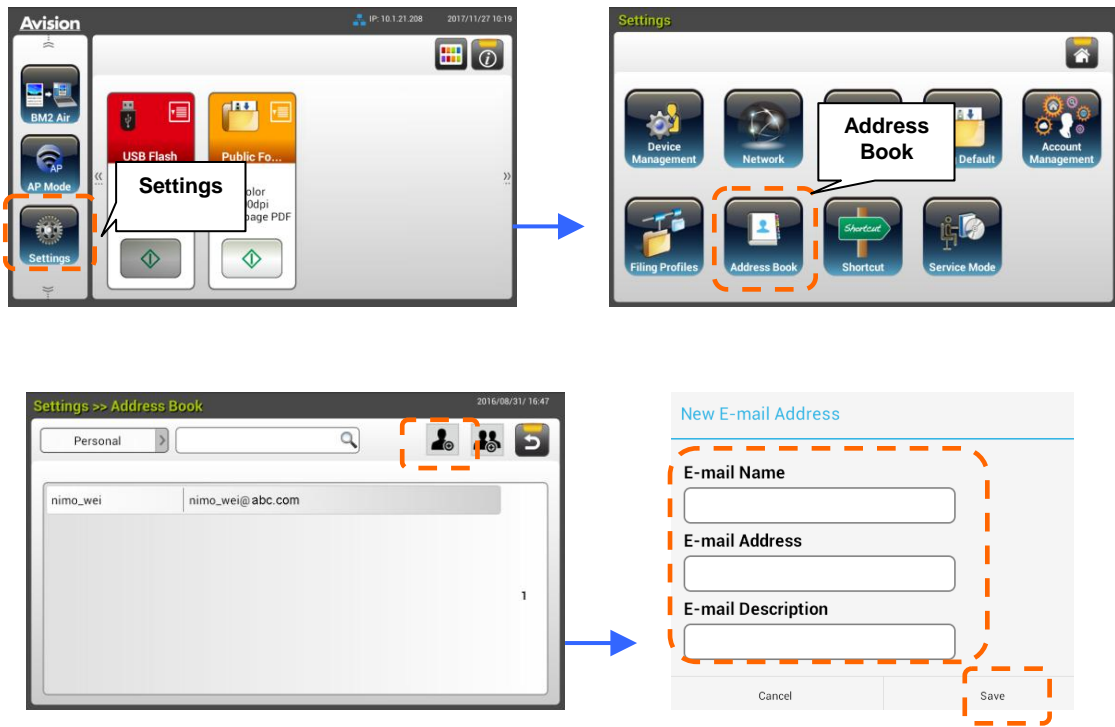 Avision
IP: 10.1.21.208
2017/11/27 10:19
BM2 Air
AP
AP Mode
Settings
USB Flash
Public Fo...
Settings
olor
0dpi
page PDF
Settings
Device
Management
Network
Address
Book
Default
Account
Management
Filing Profiles
Address Book
Shortcut
Shortcut
Service Mode
Settings >> Address Book
2016/08/31/ 16:47
Personal
nimo_wei
nimo_wei@abc.com
1
New E-mail Address
E-mail Name
E-mail Address
E-mail Description
Cancel
Save